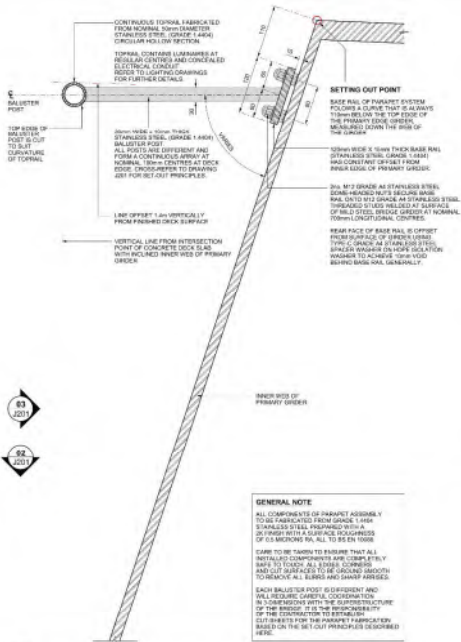 CONTINUOUS TOPRAIL FABRICATED
FROM NOMINAL 50mm DIAMETER
STAINLESS STEEL (GRADE 1.4404)
CIRCULAR HOLLOW SECTION.
TOPRAIL CONTAINS LUMINAIRES AT
REGULAR CENTRES AND CONCEALED
ELECTRICAL CONDUIT
REFER TO LIGHTING DRAWINGS
FOR FURTHER DETAILS
BALUSTER
POST
TOP EDGE OF
BALUSTER
POST IS CUT
TO SUIT
CURVATURE
OF TOPRAIL
THICK
STAINLESS STEEL (GRADE 1.4404)
BALUSTER POST
ALL POSTS ARE DIFFERENT AND
FORM A CONTINUOUS ARRAY AT
NOMINAL CENTRES AT DECK
EDGE. CROSS-REFER TO DRAWING
J201 FOR SET-OUT PRINCIPLES.
VARIES
LINE OFFSET 1.4m VERTICALLY
FROM FINISHED DECK SURFACE
VERTICAL LINE FROM INTERSECTION
POINT OF CONCRETE DECK SLAB
WITH INCLINED INNER WEB OF PRIMARY
GIRDER
110
100
SETTING OUT POINT
BASE RAIL OF PARAPET SYSTEM
FOLLOWS A CURVE THAT IS ALWAYS
110mm BELOW THE TOP EDGE OF
THE PRIMARY EDGE GIRDER,
MEASURED DOWN THE WEB OF
THE GIRDER
WIDE X THICK BASE RAIL
(STAINLESS STEEL GRADE 1.4404)
HAS CONSTANT OFFSET FROM
INNER EDGE OF PRIMARY GIRDER.
2no. M12 GRADE A4 STAINLESS STEEL
DOME-HEADED NUTS SECURE BASE
RAIL ONTO M12 GRADE A4 STAINLESS STEEL
THREADED STUDS WELDED AT SURFACE
OF MILD STEEL BRIDGE GIRDER AT NOMINAL
700mm LONGITUDINAL CENTRES.
REAR FACE OF BASE RAIL IS OFFSET
FROM SURFACE OF GIRDER USING
GRADE A4 STAINLESS STEEL
SPACER WASHER ISOLATION
WASHER TO ACHIEVE VOID
BEHIND BASE RAIL GENERALLY.
03
J201
02
J201
INNER WEB OF
PRIMARY GIRDER
GENERAL NOTE
ALL COMPONENTS OF PARAPET ASSEMBLY
TO BE FABRICATED FROM GRADE 1.4404
STAINLESS STEEL PREPARED WITH A
2K FINISH WITH A SURFACE ROUGHNESS
OF 0.5 MICRONS RA, ALL TO BS EN 10088
CARE TO BE TAKEN TO ENSURE THAT ALL
INSTALLED COMPONENTS ARE COMPLETELY
SAFE TO TOUCH. ALL EDGES, CORNERS
AND CUT SURFACES TO BE GROUND SMOOTH
TO REMOVE ALL BURRS AND SHARP ARRISES.
EACH BALUSTER POST IS DIFFERENT AND
WILL REQUIRE CAREFUL COORDINATION
IN 3-DIMENSIONS WITH THE SUPERSTRUCTURE
OF THE BRIDGE. IT IS THE RESPONSIBILITY
OF THE CONTRACTOR TO ESTABLISH
CUT-SHEETS FOR THE PARAPET FABRICATION
BASED ON THE SET-OUT PRINCIPLES DESCRIBED
HERE.